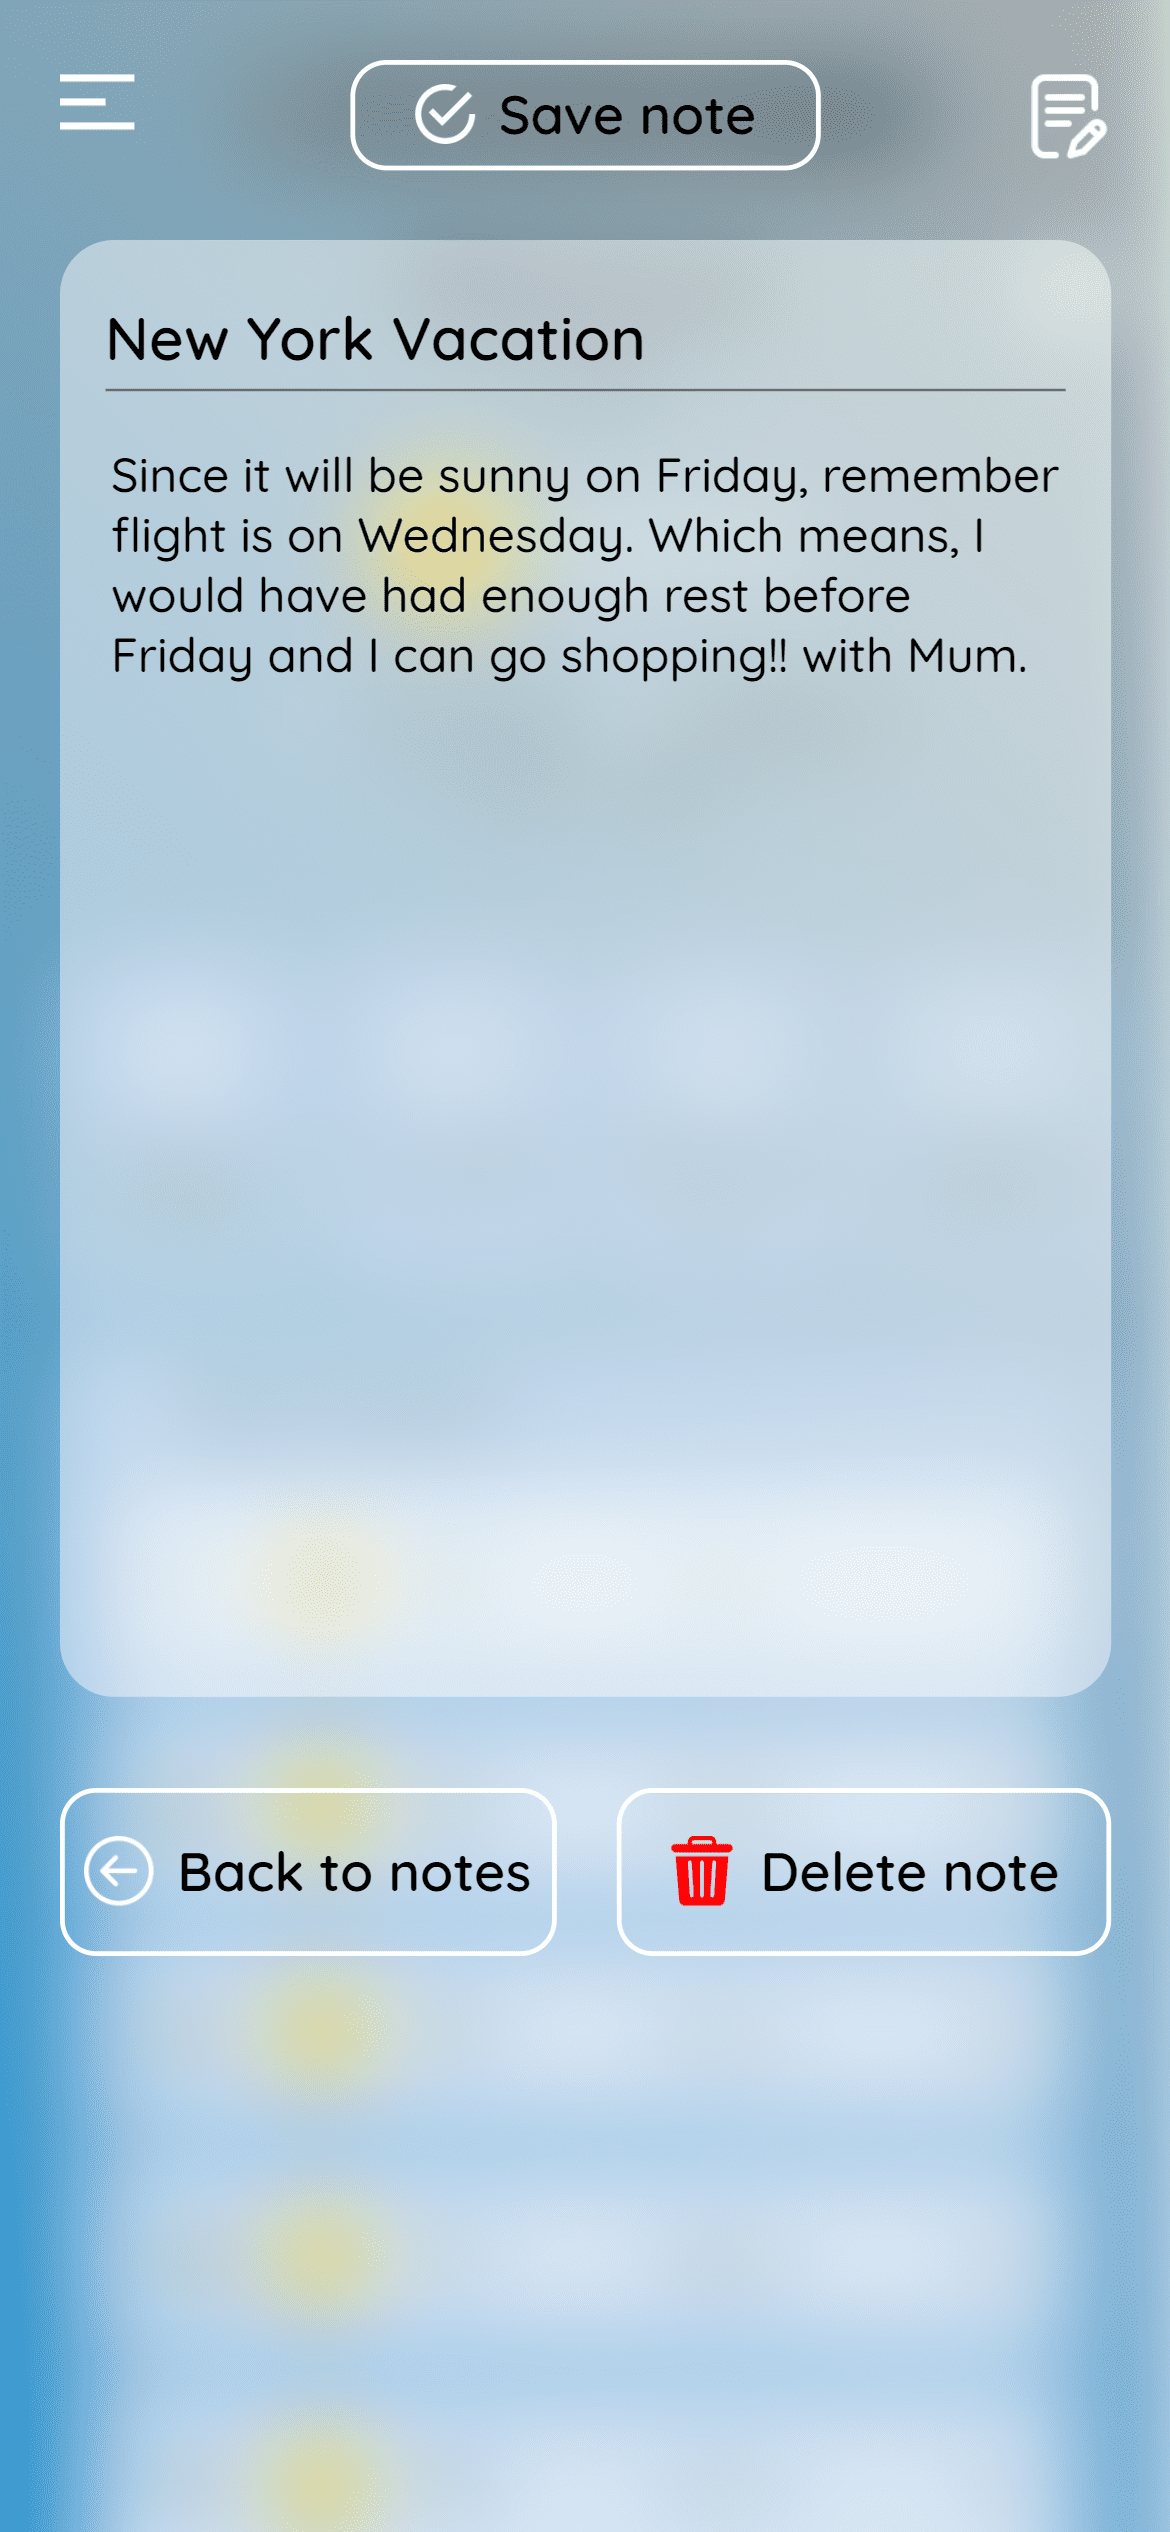 Save note
New York Vacation
Since it will be sunny on Friday, remember
flight is on Wednesday. Which means, I
would have had enough rest before
Friday and I can go shopping!! with Mum.
Back to notes
Delete note